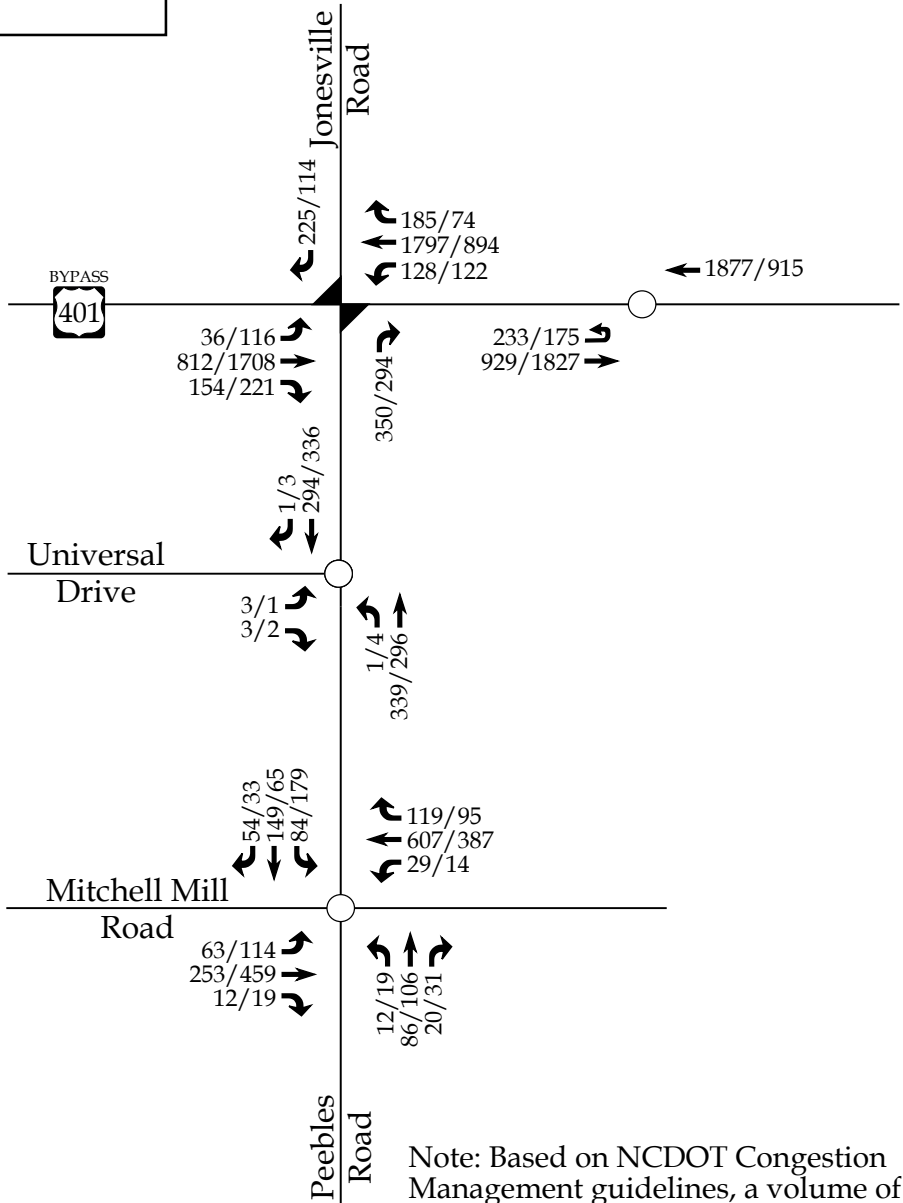 Jonesville
Road
225/114
185/74
1797/894
128/122
1877/915
BYPASS
401
36/116
812/1708
154/221
350/294
233/175
929/1827
1/3
294/336
Universal
Drive
3/1
3/2
1/4
339/296
54/33
149/65
84/179
119/95
607/387
29/14
Mitchell Mill
Road
63/114
253/459
12/19
12/19
86/106
20/31
Peebles
Road
Note: Based on NCDOT Congestion
Management guidelines, a volume of